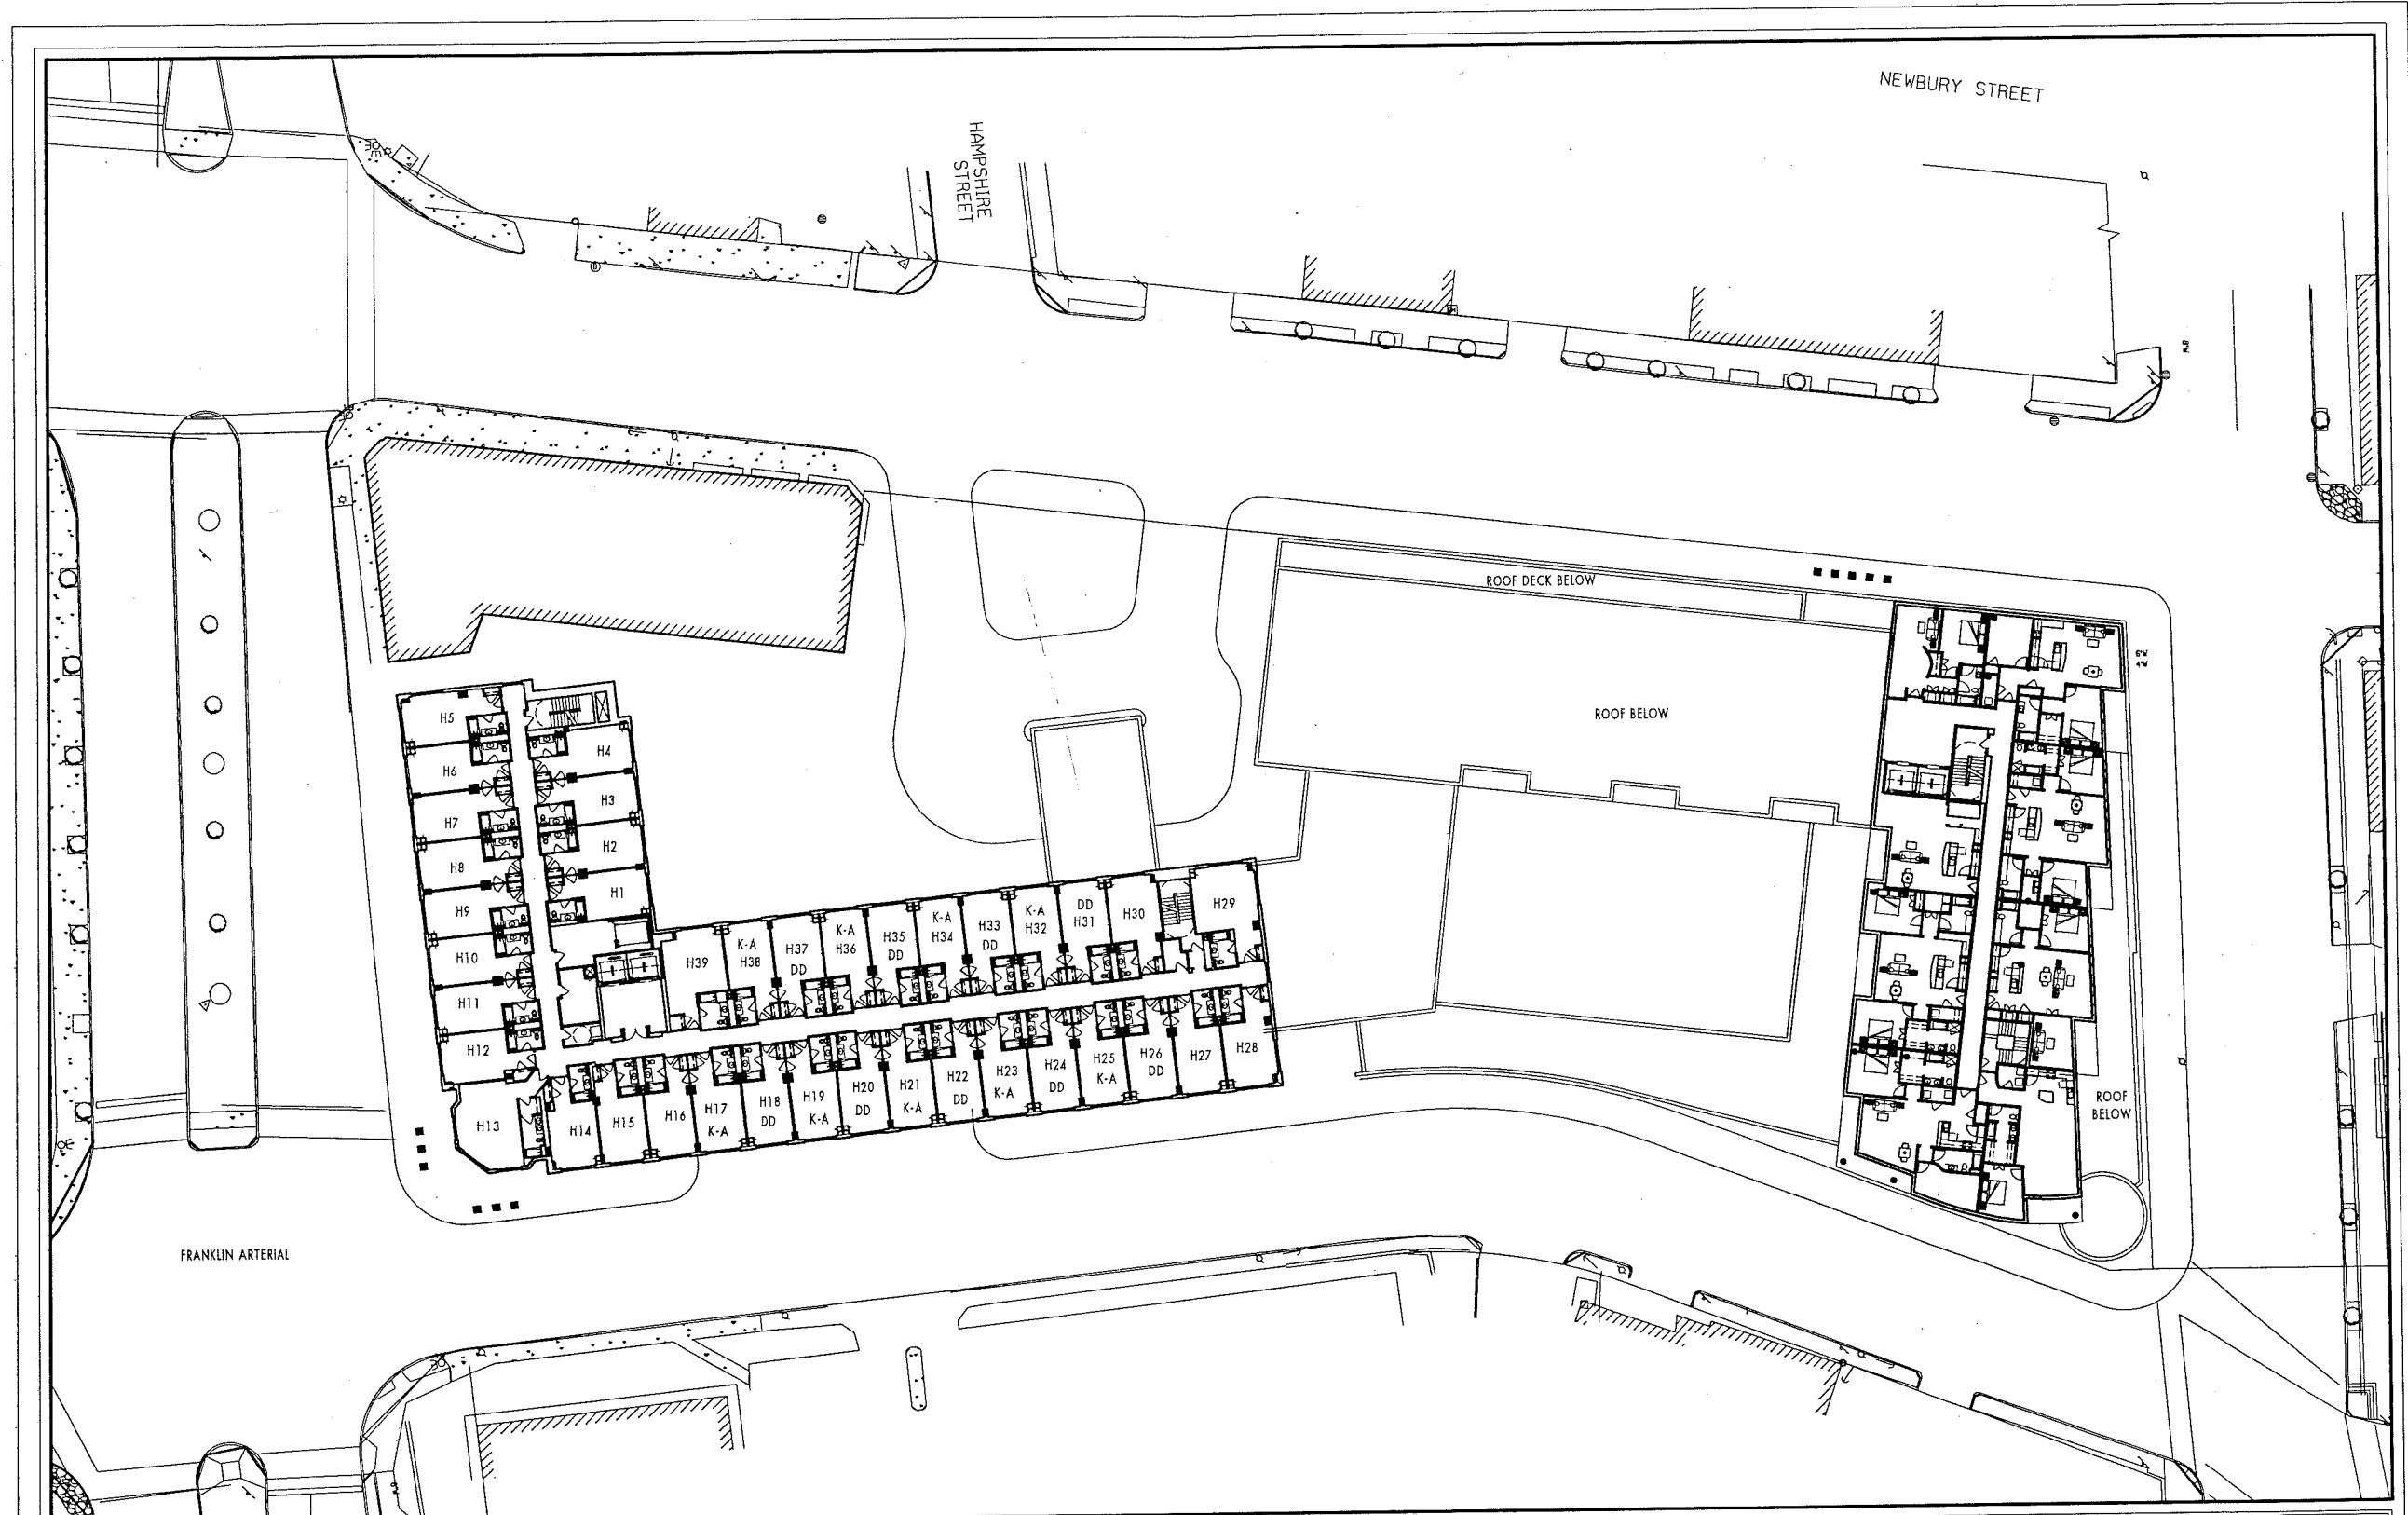 NEWBURY STREET
HAMPSHIRE
STREET
ROOF DECK BELOW
ROOF BELOW
H5
H4
H6
H3
H7
H2
H8
H1
H9
H10
H11
H12
H13
H39
K-A
H38
H37
DD
K-A
H36
H35
DD
K-A
H34
H33
DD
K-A
H32
DD
H31
H30
H29
H14
H15
H16
H17
K-A
H18
DD
H19
K-A
H20
DD
H21
K-A
H22
DD
H23
K-A
H24
DD
H25
K-A
H26
DD
H27
H28
ROOF
BELOW
FRANKLIN ARTERIAL